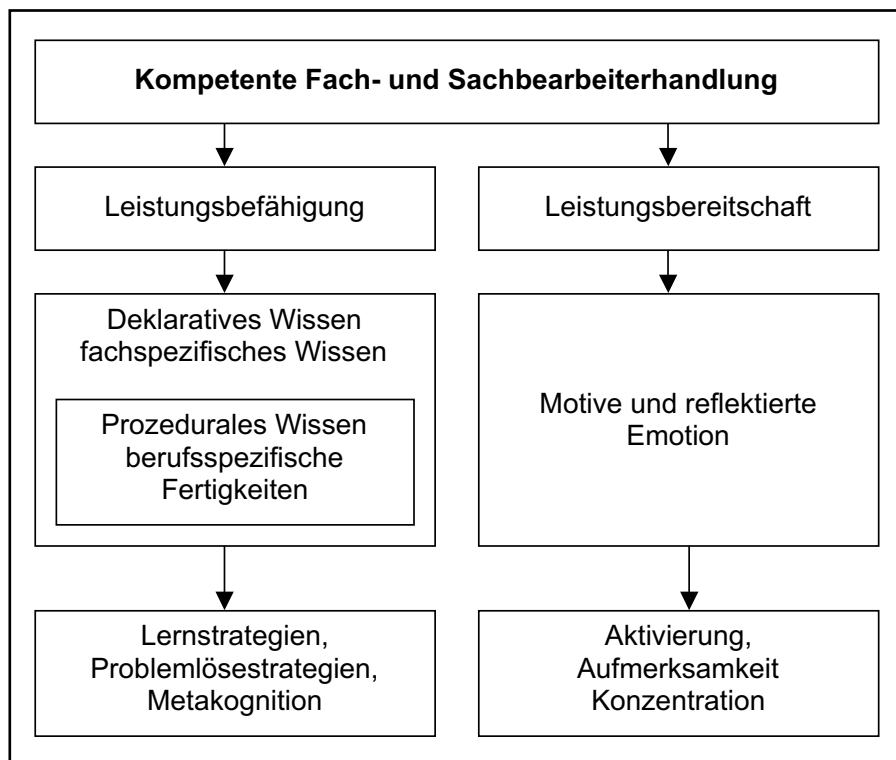 Kompetente Fach- und Sachbearbeiterhandlung
Leistungsbefähigung
Leistungsbereitschaft
Deklaratives Wissen
fachspezifisches Wissen
Prozedurales Wissen
berufsspezifische
Fertigkeiten
Motive und reflektierte
Emotion
Lernstrategien,
Problemlösestrategien,
Metakognition
Aktivierung,
Aufmerksamkeit
Konzentration